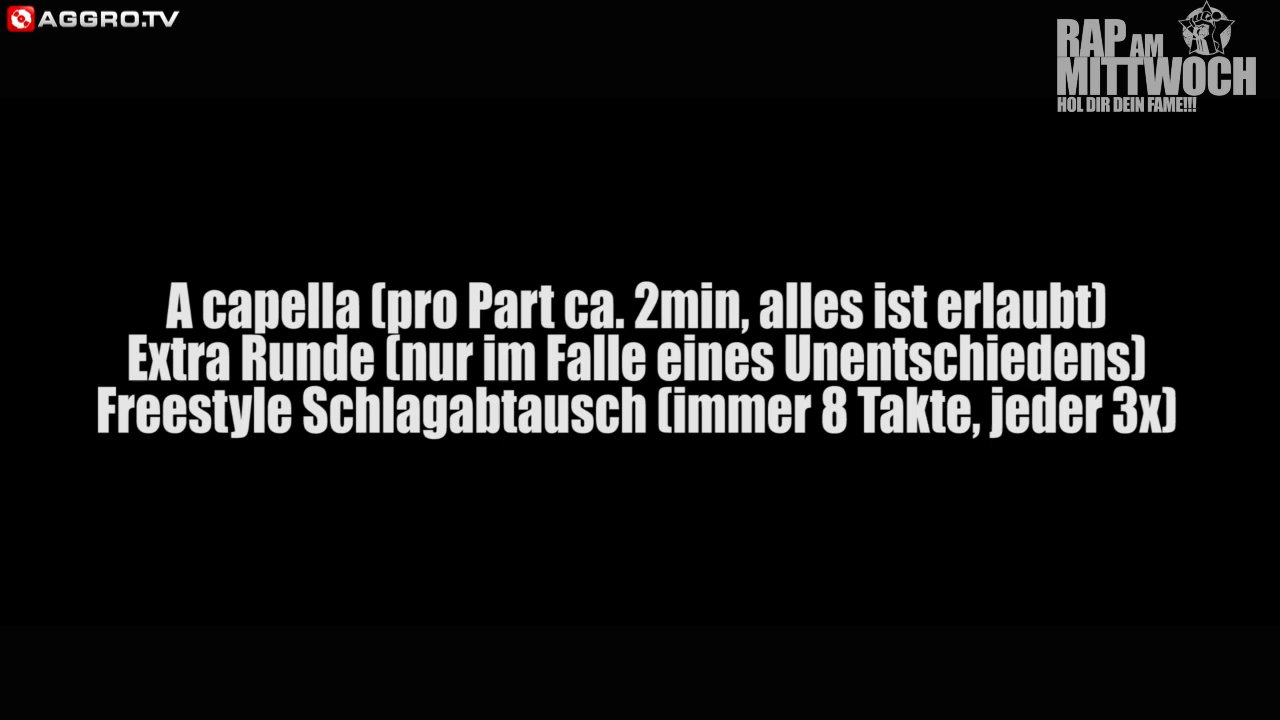 AGGRO.TV
RAP AM
MITTWOCH
HOL DIR DEIN FAME!!!
A capella (pro Part ca. 2min, alles ist erlaubt)
Extra Runde (nur im Falle eines Unentschiedens)
Freestyle Schlagabtausch (immer 8 Takte, jeder 3x)